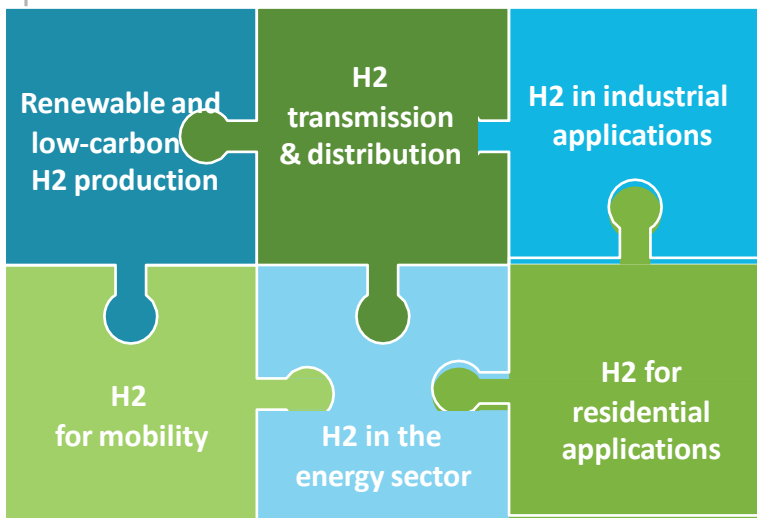 Renewable and
low-carbon
H2 production
H2
transmission
& distribution
H2 in industrial
applications
H2
for mobility
H2 in the
energy sector
H2 for
residential
applications